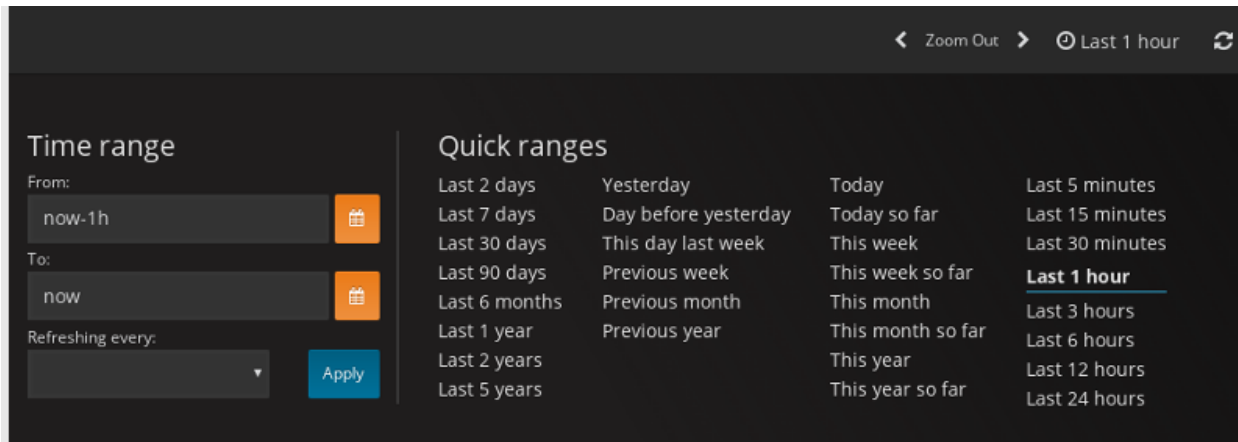 Zoom Out
Last 1 hour
Time range
From:
now-1h
To:
now
Refreshing every:
Apply
Quick ranges
Last 2 days
Last 7 days
Last 30 days
Last 90 days
Last 6 months
Last 1 year
Last 2 years
Last 5 years
Yesterday
Day before yesterday
This day last week
Previous week
Previous month
Previous year
Today
Today so far
This week
This week so far
This month
This month so far
This year
This year so far
Last 5 minutes
Last 15 minutes
Last 30 minutes
Last 1 hour
Last 3 hours
Last 6 hours
Last 12 hours
Last 24 hours